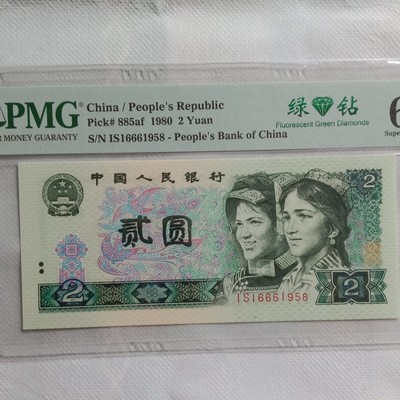 PMG
MONEY GUARANTY
China / People's Republic
Pick# 885af 1980 2 Yuan
S/N IS16661958 - People's Bank of China
绿 钻
Fluorescent Green Diamonds
6
中国人民银行
2
贰圆
IS16661958
2
2